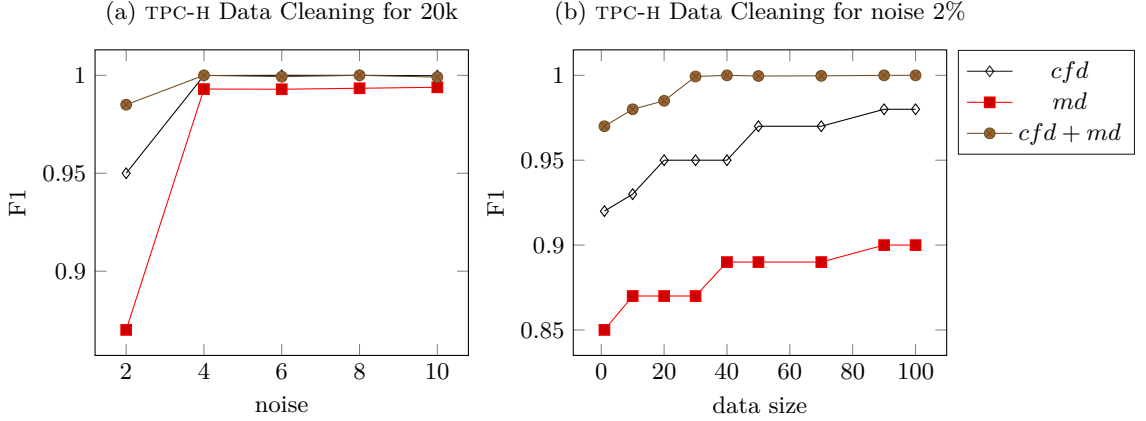 (a) TPC-H Data Cleaning for 20k
F1
1
0.95
0.9
2 4 6 8 10
noise
(b) TPC-H Data Cleaning for noise 2%
F1
1
0.95
0.9
0.85
0 20 40 60 80 100
data size
cfd
md
cfd + md